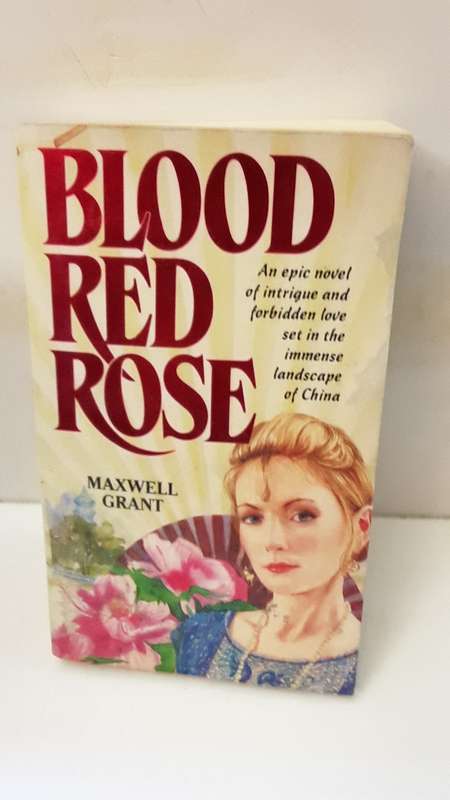 BLOOD
RED
ROSE
An epic novel
of intrigue and
forbidden love
set in the
immense
landscape
of China
MAXWELL
GRANT